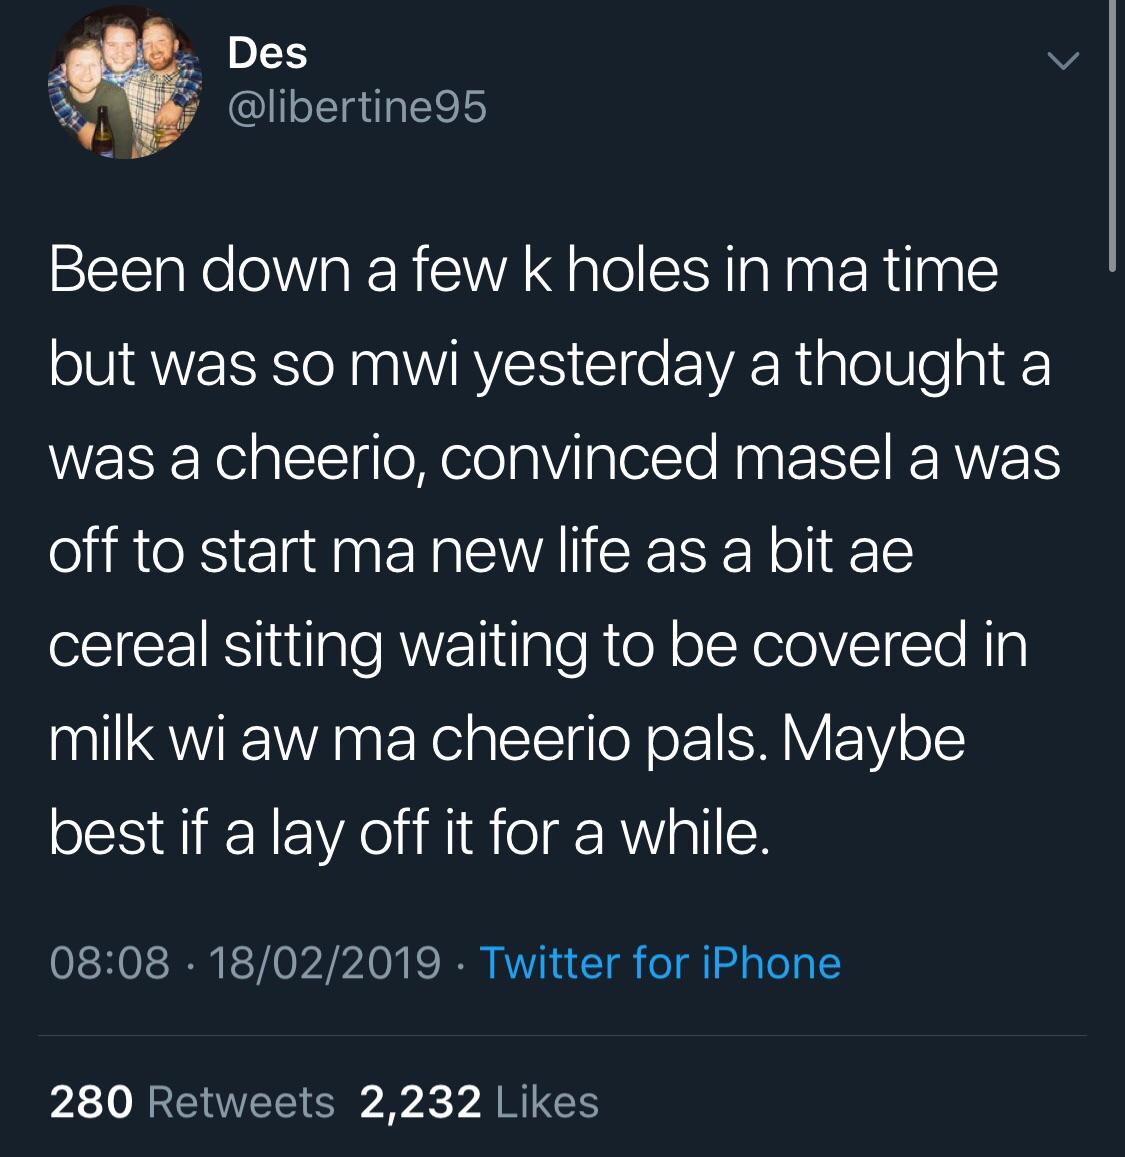 Des
@libertine95
Been down a few k holes in ma time
but was so mwi yesterday a thought a
was a cheerio, convinced masel a was
off to start ma new life as a bit ae
cereal sitting waiting to be covered in
milk wi aw ma cheerio pals. Maybe
best if a lay off it for a while.
08:08 · 18/02/2019 · Twitter for iPhone
280 Retweets 2,232 Likes